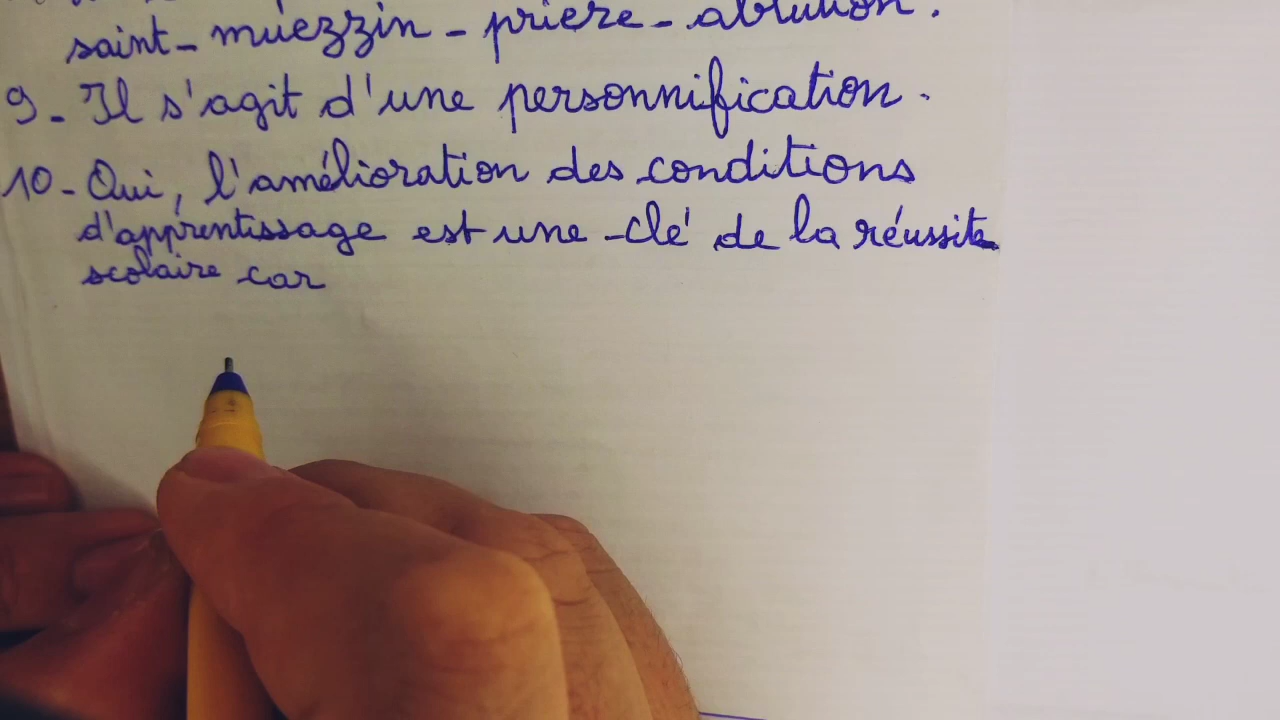 saint - muezzin - prière - ablution.
9- Il s'agit d'une personnification.
10- Oui, l'amélioration des conditions
d'apprentissage est une clé de la réussite
scolaire car